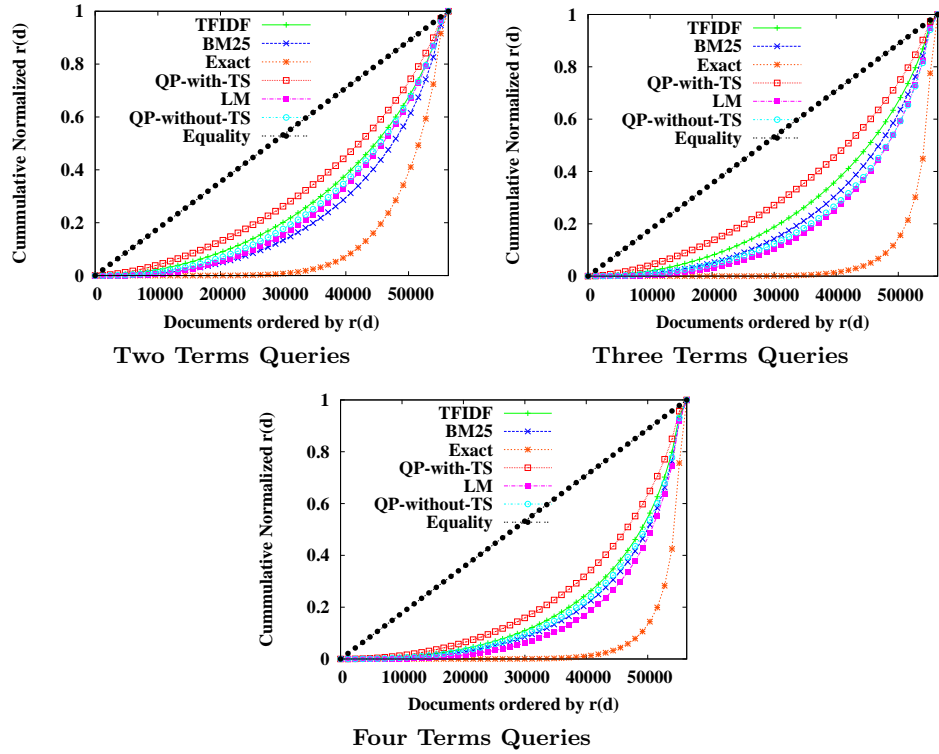 Cummulative Normalized r(d)
1
0.8
0.6
0.4
0.2
0
TFIDF
BM25
Exact
QP-with-TS
LM
QP-without-TS
Equality
0 10000 20000 30000 40000 50000
Documents ordered by r(d)
Two Terms Queries
Cummulative Normalized r(d)
1
0.8
0.6
0.4
0.2
0
TFIDF
BM25
Exact
QP-with-TS
LM
QP-without-TS
Equality
0 10000 20000 30000 40000 50000
Documents ordered by r(d)
Three Terms Queries
Cummulative Normalized r(d)
1
0.8
0.6
0.4
0.2
0
TFIDF
BM25
Exact
QP-with-TS
LM
QP-without-TS
Equality
0 10000 20000 30000 40000 50000
Documents ordered by r(d)
Four Terms Queries